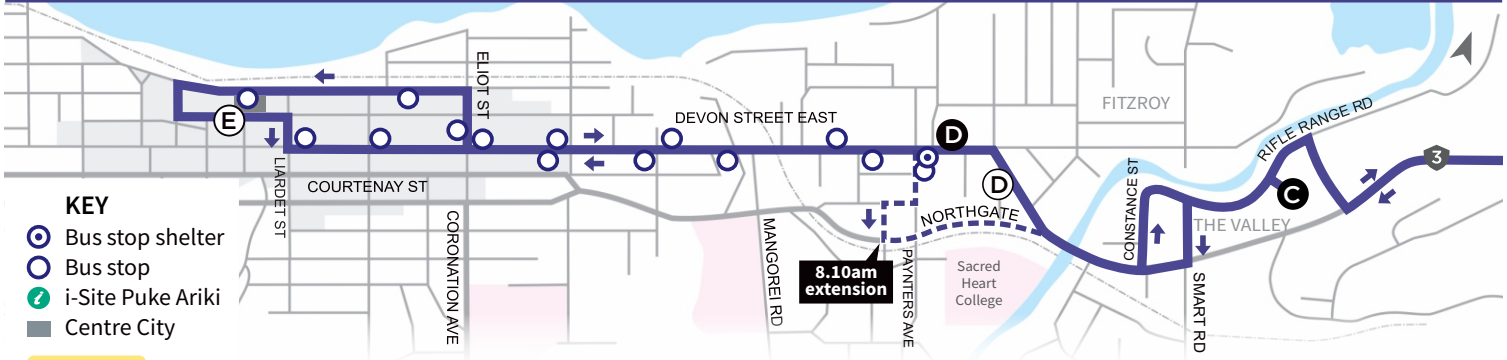 ELIOT ST
DEVON STREET EAST
FITZROY
RIFLE RANGE RD
3
E
D
D
C
LIARDET ST
COURTENAY ST
CORONATION AVE
MANGOREI RD
NORTHGATE
PAYNTERS AVE
CONSTANCE ST
THE VALLEY
SMART RD
8.10am
extension
Sacred
Heart
College
KEY
Bus stop shelter
Bus stop
i
i-Site Puke Ariki
Centre City